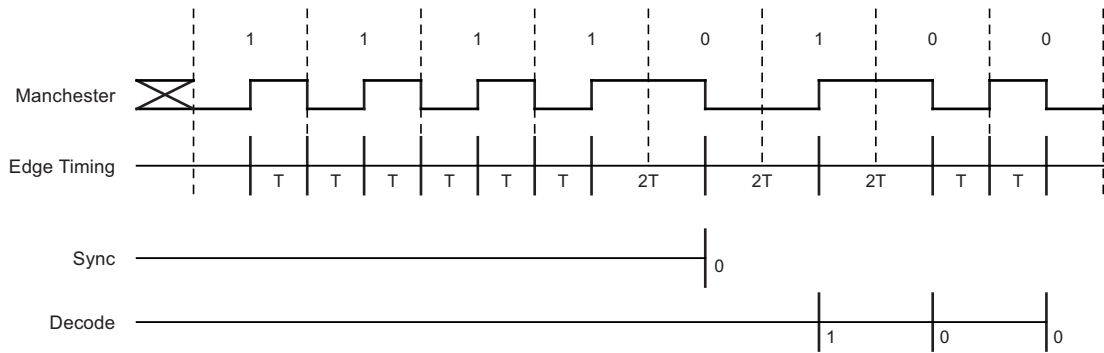 1 1 1 1 0 1 0 0
Manchester
Edge Timing
T T T T T T 2T 2T 2T T T
Sync
0
Decode
1 0 0